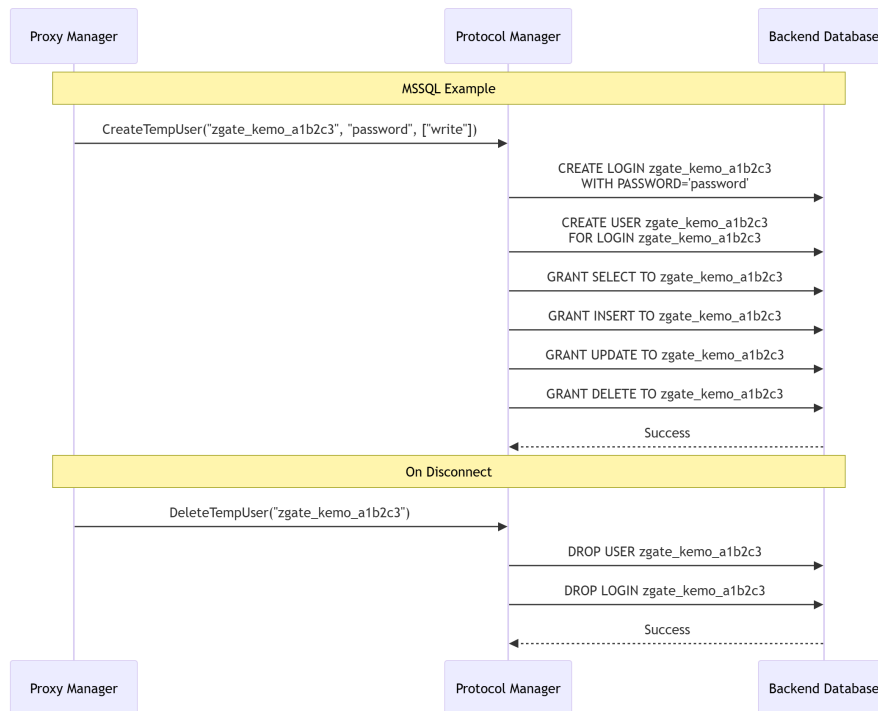 Proxy Manager
Protocol Manager
Backend Database
MSSQL Example
CreateTempUser("zgate_kemo_a1b2c3", "password", ["write"])
CREATE LOGIN zgate_kemo_a1b2c3
WITH PASSWORD='password'
CREATE USER zgate_kemo_a1b2c3
FOR LOGIN zgate_kemo_a1b2c3
GRANT SELECT TO zgate_kemo_a1b2c3
GRANT INSERT TO zgate_kemo_a1b2c3
GRANT UPDATE TO zgate_kemo_a1b2c3
GRANT DELETE TO zgate_kemo_a1b2c3
Success
On Disconnect
DeleteTempUser("zgate_kemo_a1b2c3")
DROP USER zgate_kemo_a1b2c3
DROP LOGIN zgate_kemo_a1b2c3
Success
Proxy Manager
Protocol Manager
Backend Database